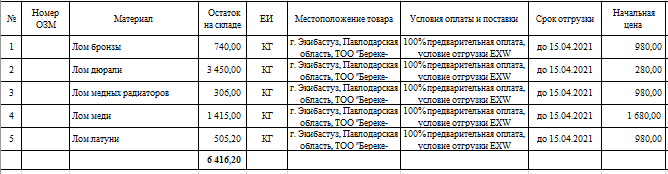 № Номер ОЗМ Материал Остаток на складе ЕИ Местоположение товара Условия оплаты и поставки Срок отгрузки Начальная цена
1 Лом бронзы 740,00 КГ г. Экибастуз, Павлодарская область, ТОО "Береке- 100% предварительная оплата, условие отгрузки EXW до 15.04.2021 980,00
2 Лом дюрали 3 450,00 КГ г. Экибастуз, Павлодарская область, ТОО "Береке- 100% предварительная оплата, условие отгрузки EXW до 15.04.2021 280,00
3 Лом медных радиаторов 306,00 КГ г. Экибастуз, Павлодарская область, ТОО "Береке- 100% предварительная оплата, условие отгрузки EXW до 15.04.2021 980,00
4 Лом меди 1 415,00 КГ г. Экибастуз, Павлодарская область, ТОО "Береке- 100% предварительная оплата, условие отгрузки EXW до 15.04.2021 1 680,00
5 Лом латуни 505,20 КГ г. Экибастуз, Павлодарская область, ТОО "Береке- 100% предварительная оплата, условие отгрузки EXW до 15.04.2021 980,00
6 416,20